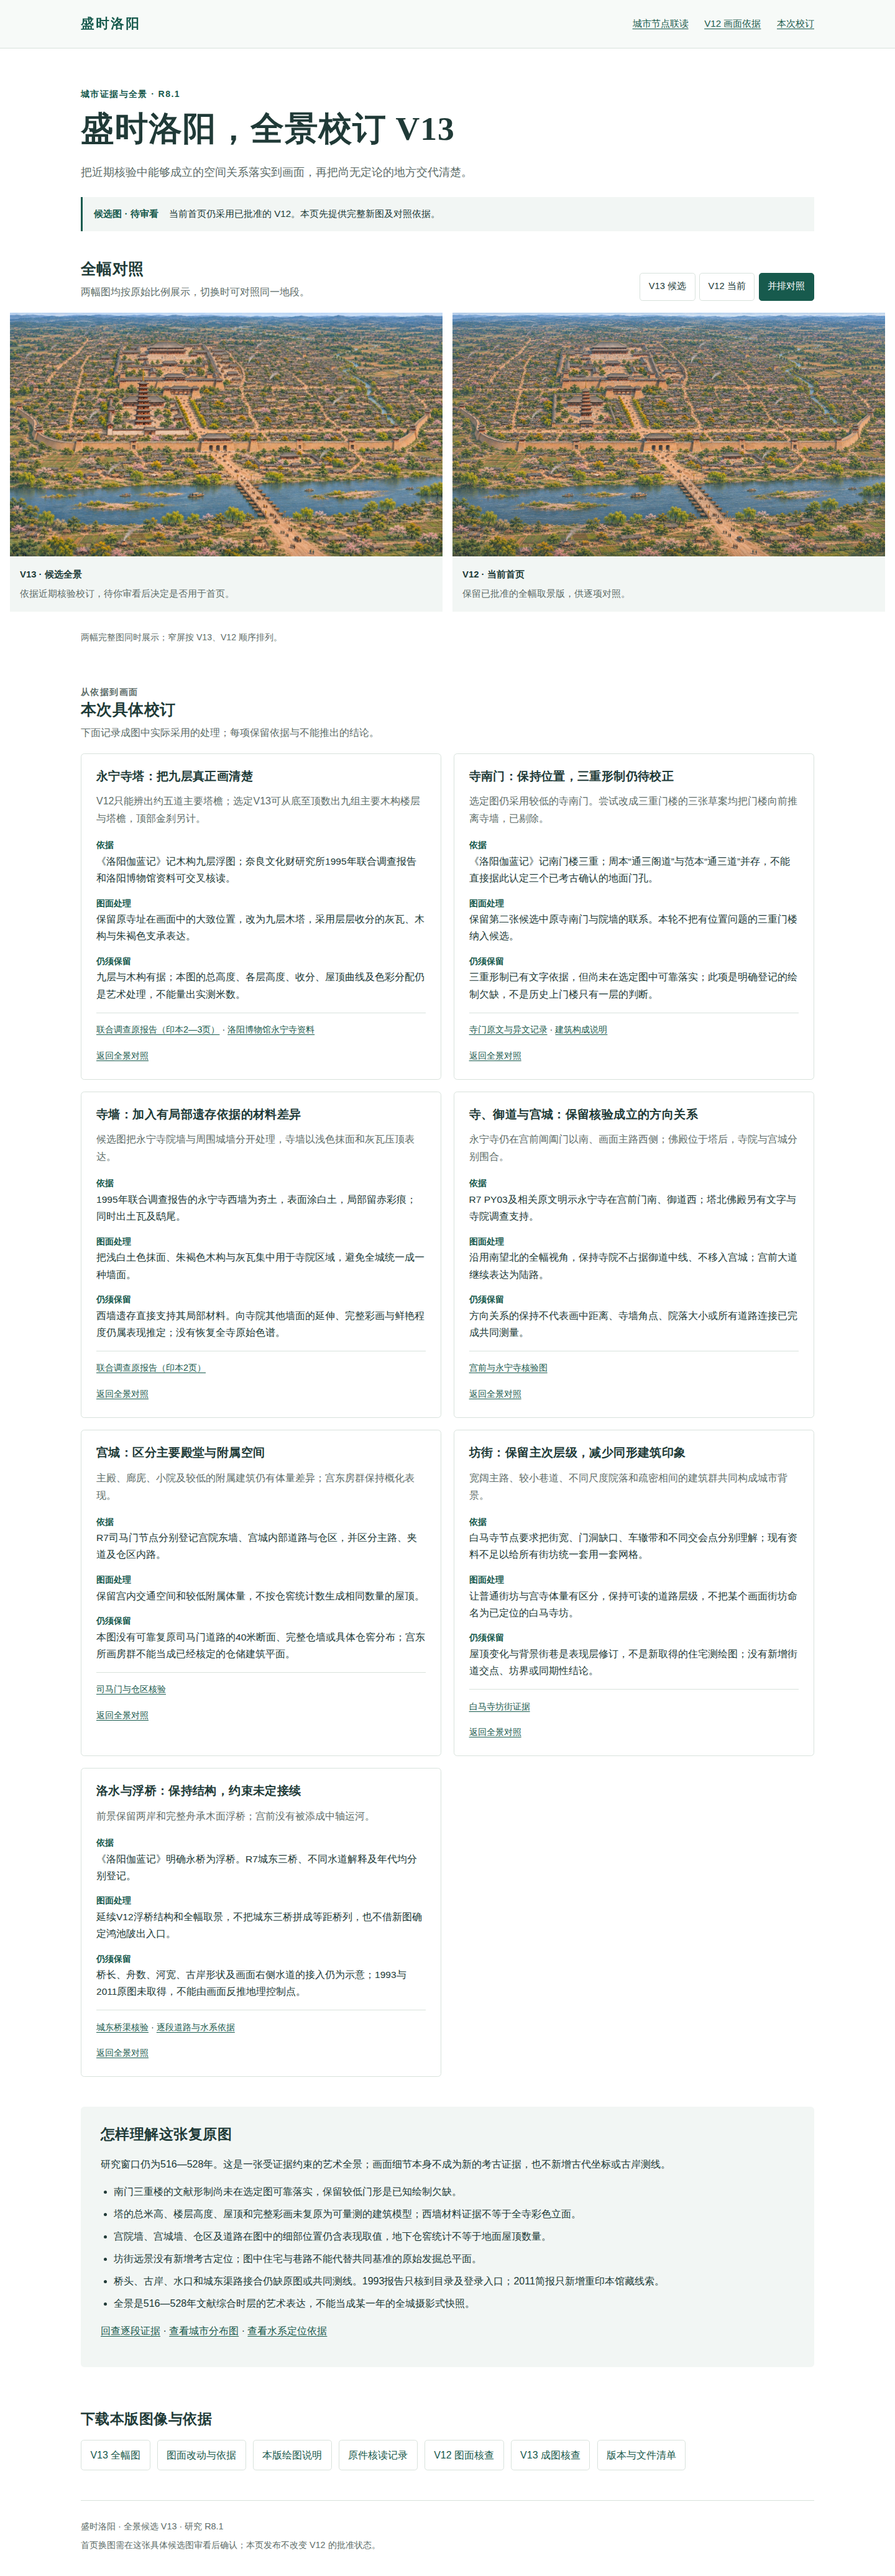 盛时洛阳
城市节点联读 V12 画面依据 本次校订
城市证据与全景 · R8.1
盛时洛阳，全景校订 V13
把近期核验中能够成立的空间关系落实到画面，再把尚无定论的地方交代清楚。
候选图 · 待审看 当前首页仍采用已批准的 V12。本页先提供完整新图及对照依据。
全幅对照
两幅图均按原始比例展示，切换时可对照同一地段。
V13 候选 V12 当前 并排对照
V13 · 候选全景
依据近期核验校订，待你审看后决定是否用于首页。
V12 · 当前首页
保留已批准的全幅取景版，供逐项对照。
两幅完整图同时展示；窄屏按 V13、V12 顺序排列。
从依据到画面
本次具体校订
下面记录成图中实际采用的处理；每项保留依据与不能推出的结论。
永宁寺塔：把九层真正画清楚
V12只能辨出约五道主要塔檐；选定V13可从底至顶数出九组主要木构楼层
与塔檐，顶部金刹另计。
依据
《洛阳伽蓝记》记木构九层浮图；奈良文化财研究所1995年联合调查报告
和洛阳博物馆资料可交叉核读。
图面处理
保留原寺址在画面中的大致位置，改为九层木塔，采用层层收分的灰瓦、木
构与朱褐色支承表达。
仍须保留
九层与木构有据；本图的总高度、各层高度、收分、屋顶曲线及色彩分配仍
是艺术处理，不能量出实测米数。
联合调查原报告（印本2—3页） · 洛阳博物馆永宁寺资料
返回全景对照
寺南门：保持位置，三重形制仍待校正
选定图仍采用较低的寺南门。尝试改成三重门楼的三张草案均把门楼向前推
离寺墙，已剔除。
依据
《洛阳伽蓝记》记南门楼三重；周本“通三阁道”与范本“通三道”并存，不能
直接据此认定三个已考古确认的地面门孔。
图面处理
保留第二张候选中原寺南门与院墙的联系。本轮不把有位置问题的三重门楼
纳入候选。
仍须保留
三重形制已有文字依据，但尚未在选定图中可靠落实；此项是明确登记的绘
制欠缺，不是历史上门楼只有一层的判断。
寺门原文与异文记录 · 建筑构成说明
返回全景对照
寺墙：加入有局部遗存依据的材料差异
候选图把永宁寺院墙与周围城墙分开处理，寺墙以浅色抹面和灰瓦压顶表
达。
依据
1995年联合调查报告的永宁寺西墙为夯土，表面涂白土，局部留赤彩痕；
同时出土瓦及鸱尾。
图面处理
把浅白土色抹面、朱褐色木构与灰瓦集中用于寺院区域，避免全城统一成一
种墙面。
仍须保留
西墙遗存直接支持其局部材料。向寺院其他墙面的延伸、完整彩画与鲜艳程
度仍属表现推定；没有恢复全寺原始色谱。
联合调查原报告（印本2页）
返回全景对照
寺、御道与宫城：保留核验成立的方向关系
永宁寺仍在宫前阊阖门以南、画面主路西侧；佛殿位于塔后，寺院与宫城分
别围合。
依据
R7 PY03及相关原文明示永宁寺在宫前门南、御道西；塔北佛殿另有文字与
寺院调查支持。
图面处理
沿用南望北的全幅视角，保持寺院不占据御道中线、不移入宫城；宫前大道
继续表达为陆路。
仍须保留
方向关系的保持不代表画中距离、寺墙角点、院落大小或所有道路连接已完
成共同测量。
宫前与永宁寺核验图
返回全景对照
宫城：区分主要殿堂与附属空间
主殿、廊庑、小院及较低的附属建筑仍有体量差异；宫东房群保持概化表
现。
依据
R7司马门节点分别登记宫院东墙、宫城内部道路与仓区，并区分主路、夹
道及仓区内路。
图面处理
保留宫内交通空间和较低附属体量，不按仓窖统计数生成相同数量的屋顶。
仍须保留
本图没有可靠复原司马门道路的40米断面、完整仓墙或具体仓窖分布；宫东
所画房群不能当成已经核定的仓储建筑平面。
司马门与仓区核验
返回全景对照
坊街：保留主次层级，减少同形建筑印象
宽阔主路、较小巷道、不同尺度院落和疏密相间的建筑群共同构成城市背
景。
依据
白马寺节点要求把街宽、门洞缺口、车辙带和不同交会点分别理解；现有资
料不足以给所有街坊统一套用一套网格。
图面处理
让普通街坊与宫寺体量有区分，保持可读的道路层级，不把某个画面街坊命
名为已定位的白马寺坊。
仍须保留
屋顶变化与背景街巷是表现层修订，不是新取得的住宅测绘图；没有新增街
道交点、坊界或同期性结论。
白马寺坊街证据
返回全景对照
洛水与浮桥：保持结构，约束未定接续
前景保留两岸和完整舟承木面浮桥；宫前没有被添成中轴运河。
依据
《洛阳伽蓝记》明确永桥为浮桥。R7城东三桥、不同水道解释及年代均分
别登记。
图面处理
延续V12浮桥结构和全幅取景，不把城东三桥拼成等距桥列，也不借新图确
定鸿池陂出入口。
仍须保留
桥长、舟数、河宽、古岸形状及画面右侧水道的接入仍为示意；1993与
2011原图未取得，不能由画面反推地理控制点。
城东桥渠核验 · 逐段道路与水系依据
返回全景对照
怎样理解这张复原图
研究窗口仍为516—528年。这是一张受证据约束的艺术全景；画面细节本身不成为新的考古证据，也不新增古代坐标或古岸测线。
• 南门三重楼的文献形制尚未在选定图可靠落实，保留较低门形是已知绘制欠缺。
• 塔的总米高、楼层高度、屋顶和完整彩画未复原为可量测的建筑模型；西墙材料证据不等于全寺彩色立面。
• 宫院墙、宫城墙、仓区及道路在图中的细部位置仍含表现取值，地下仓窖统计不等于地面屋顶数量。
• 坊街远景没有新增考古定位；图中住宅与巷路不能代替共同基准的原始发掘总平面。
• 桥头、古岸、水口和城东渠路接合仍缺原图或共同测线。1993报告只核到目录及登录入口；2011简报只新增重印本馆藏线索。
• 全景是516—528年文献综合时层的艺术表达，不能当成某一年的全城摄影式快照。
回查逐段证据 · 查看城市分布图 · 查看水系定位依据
下载本版图像与依据
V13 全幅图 图面改动与依据 本版绘图说明 原件核读记录 V12 图面核查 V13 成图核查 版本与文件清单
盛时洛阳 · 全景候选 V13 · 研究 R8.1
首页换图需在这张具体候选图审看后确认；本页发布不改变 V12 的批准状态。